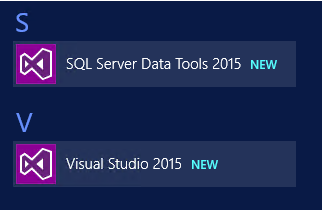 S
SQL Server Data Tools 2015 NEW
V
Visual Studio 2015 NEW